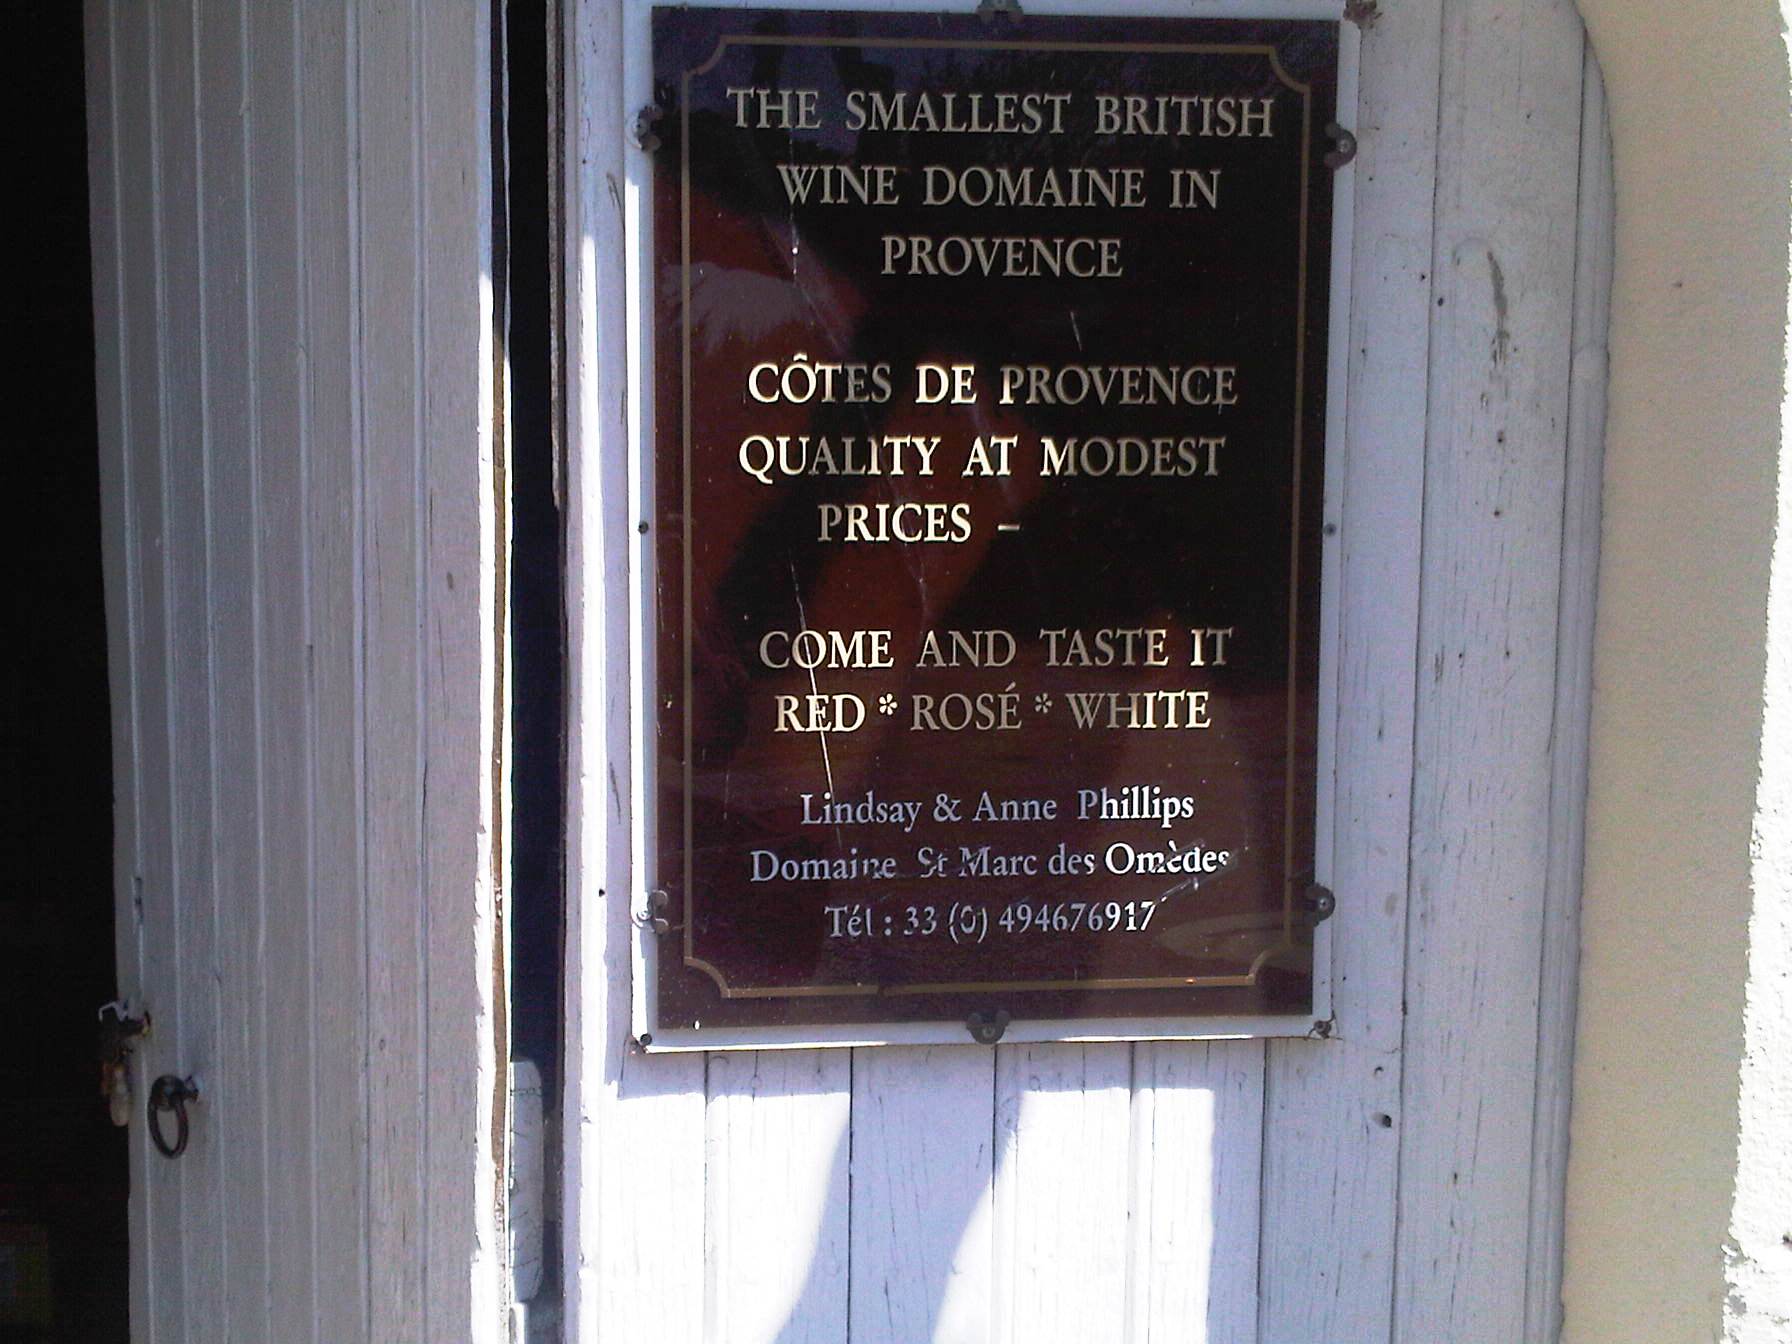 THE SMALLEST BRITISH
WINE DOMAINE IN
PROVENCE
CÔTES DE PROVENCE
QUALITY AT MODEST
PRICES –
COME AND TASTE IT
RED * ROSÉ * WHITE
Lindsay & Anne Phillips
Domaine St Marc des Omèdes
Tél : 33 (0) 494676917